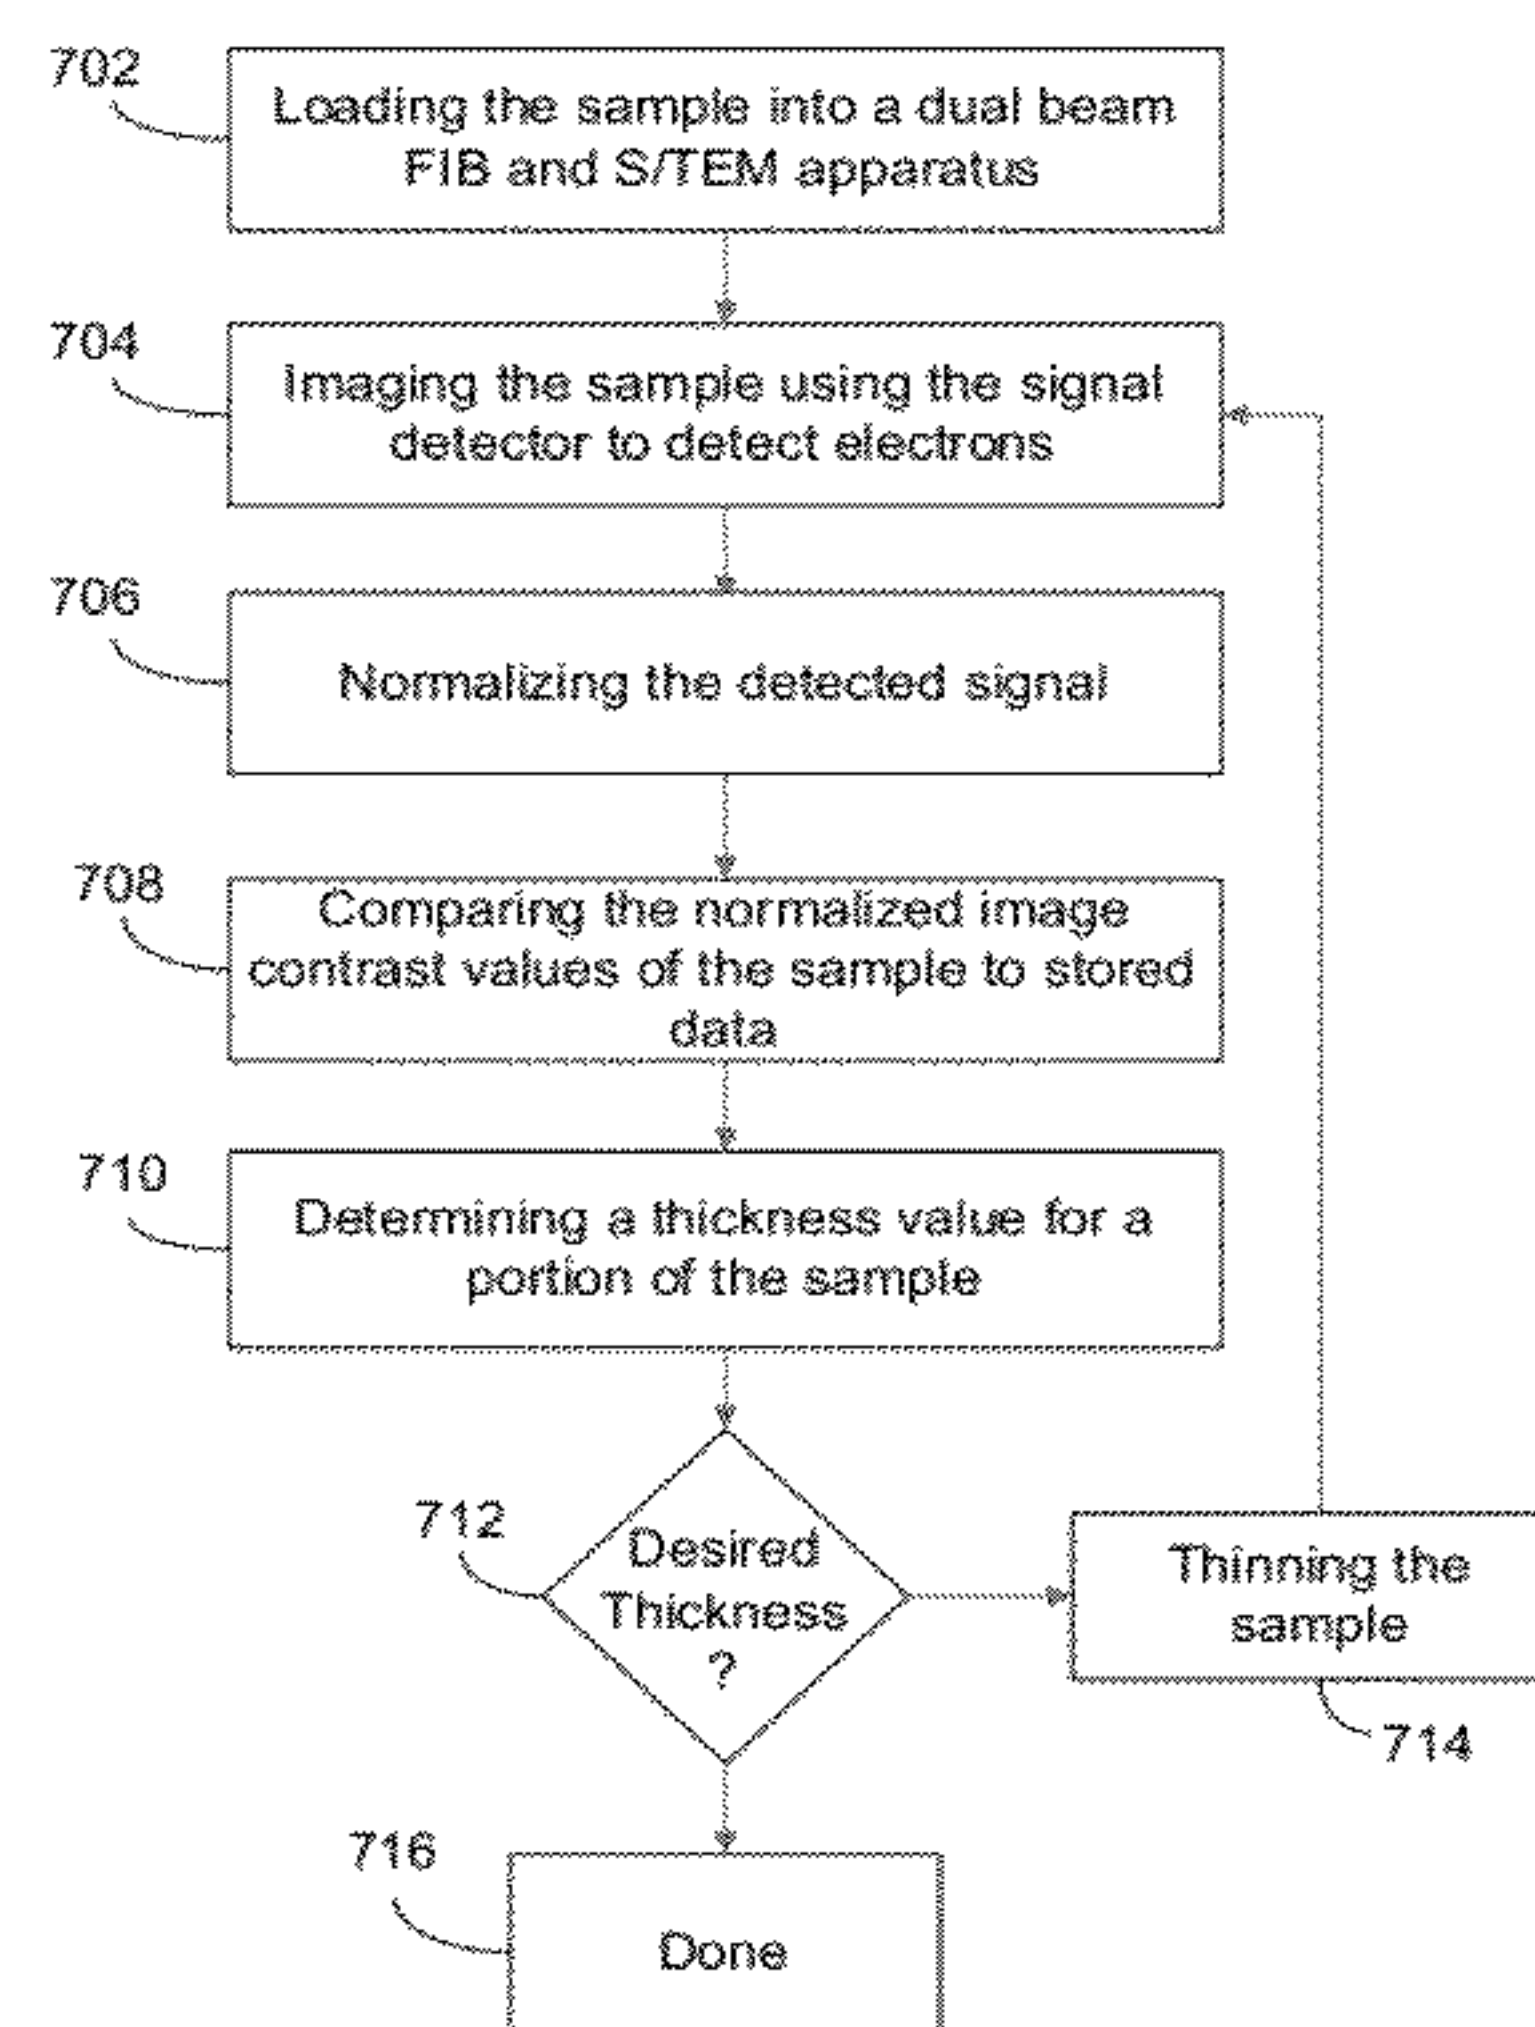 702
Loading the sample into a dual beam
FIB and S/TEM apparatus
704
Imaging the sample using the signal
detector to detect electrons
706
Normalizing the detected signal
708
Comparing the normalized image
contrast values of the sample to stored
data
710
Determining a thickness value for a
portion of the sample
712
Desired
Thickness
?
Thinning the
sample
714
716
Done